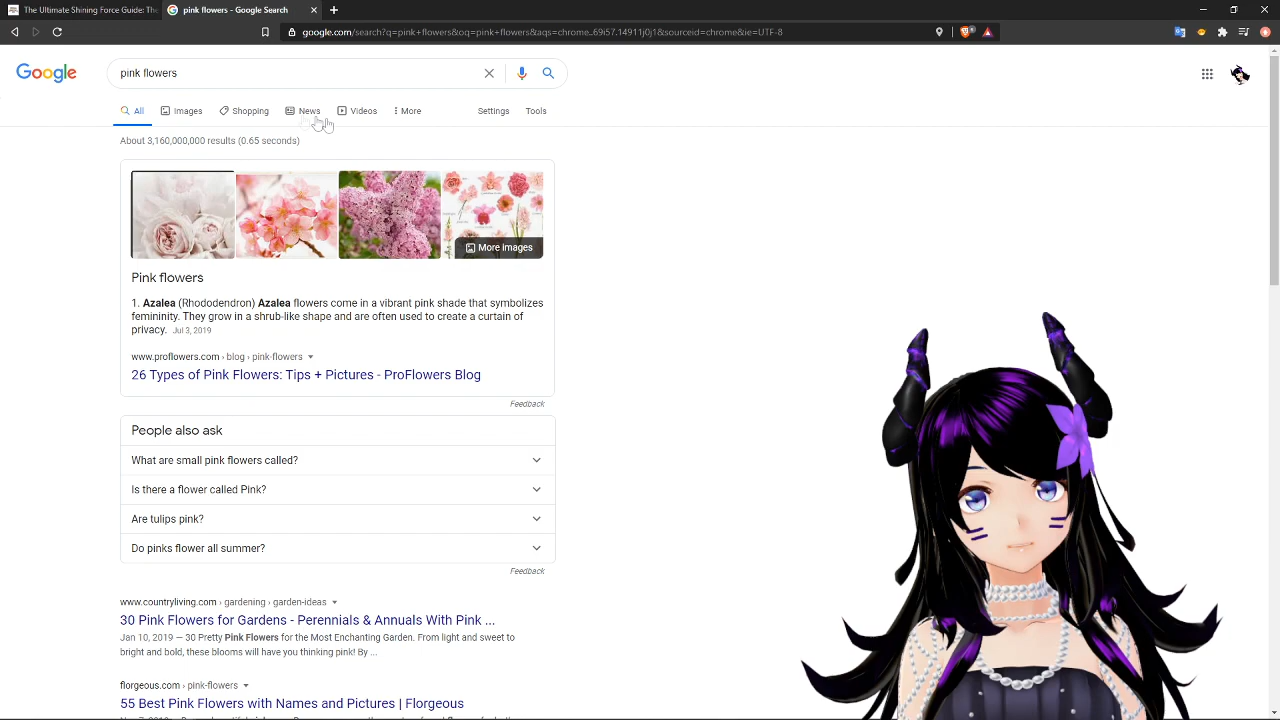 The Ultimate Shining Force Guide: The
pink flowers - Google Search
google.com/search?q=pink+flowers&oq=pink+flowers&aqs=chrome..69i57.14911j0j1&sourceid=chrome&ie=UTF-8
Google
pink flowers
All Images Shopping News Videos More Settings Tools
About 3,160,000,000 results (0.65 seconds)
More images
Pink flowers
1. Azalea (Rhododendron) Azalea flowers come in a vibrant pink shade that symbolizes
femininity. They grow in a shrub-like shape and are often used to create a curtain of
privacy. Jul 3, 2019
www.proflowers.com › blog › pink-flowers
26 Types of Pink Flowers: Tips + Pictures - ProFlowers Blog
Feedback
People also ask
What are small pink flowers called?
Is there a flower called Pink?
Are tulips pink?
Do pinks flower all summer?
Feedback
www.countryliving.com › gardening › garden-ideas
30 Pink Flowers for Gardens - Perennials & Annuals With Pink ...
Jan 10, 2019 — 30 Pretty Pink Flowers for the Most Enchanting Garden. From light and sweet to
bright and bold, these blooms will have you thinking pink! By ...
florgeous.com › pink-flowers
55 Best Pink Flowers with Names and Pictures | Florgeous